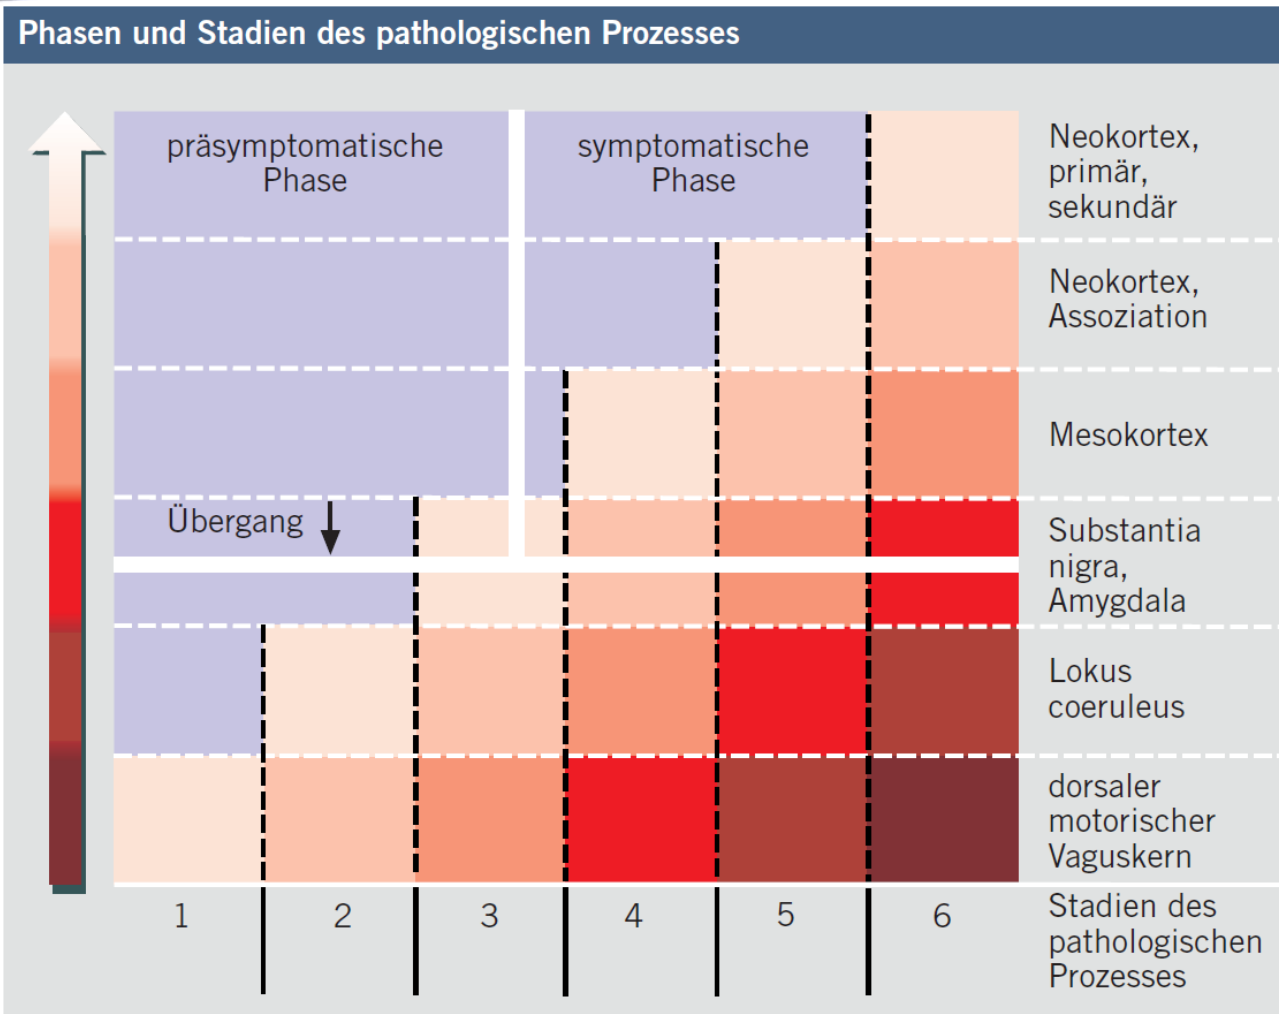 Phasen und Stadien des pathologischen Prozesses
präsymptomatische
Phase
symptomatische
Phase
Neokortex,
primär,
sekundär
Neokortex,
Assoziation
Mesokortex
Übergang
Substantia
nigra,
Amygdala
Lokus
coeruleus
dorsaler
motorischer
Vaguskern
1 2 3 4 5 6
Stadien des
pathologischen
Prozesses